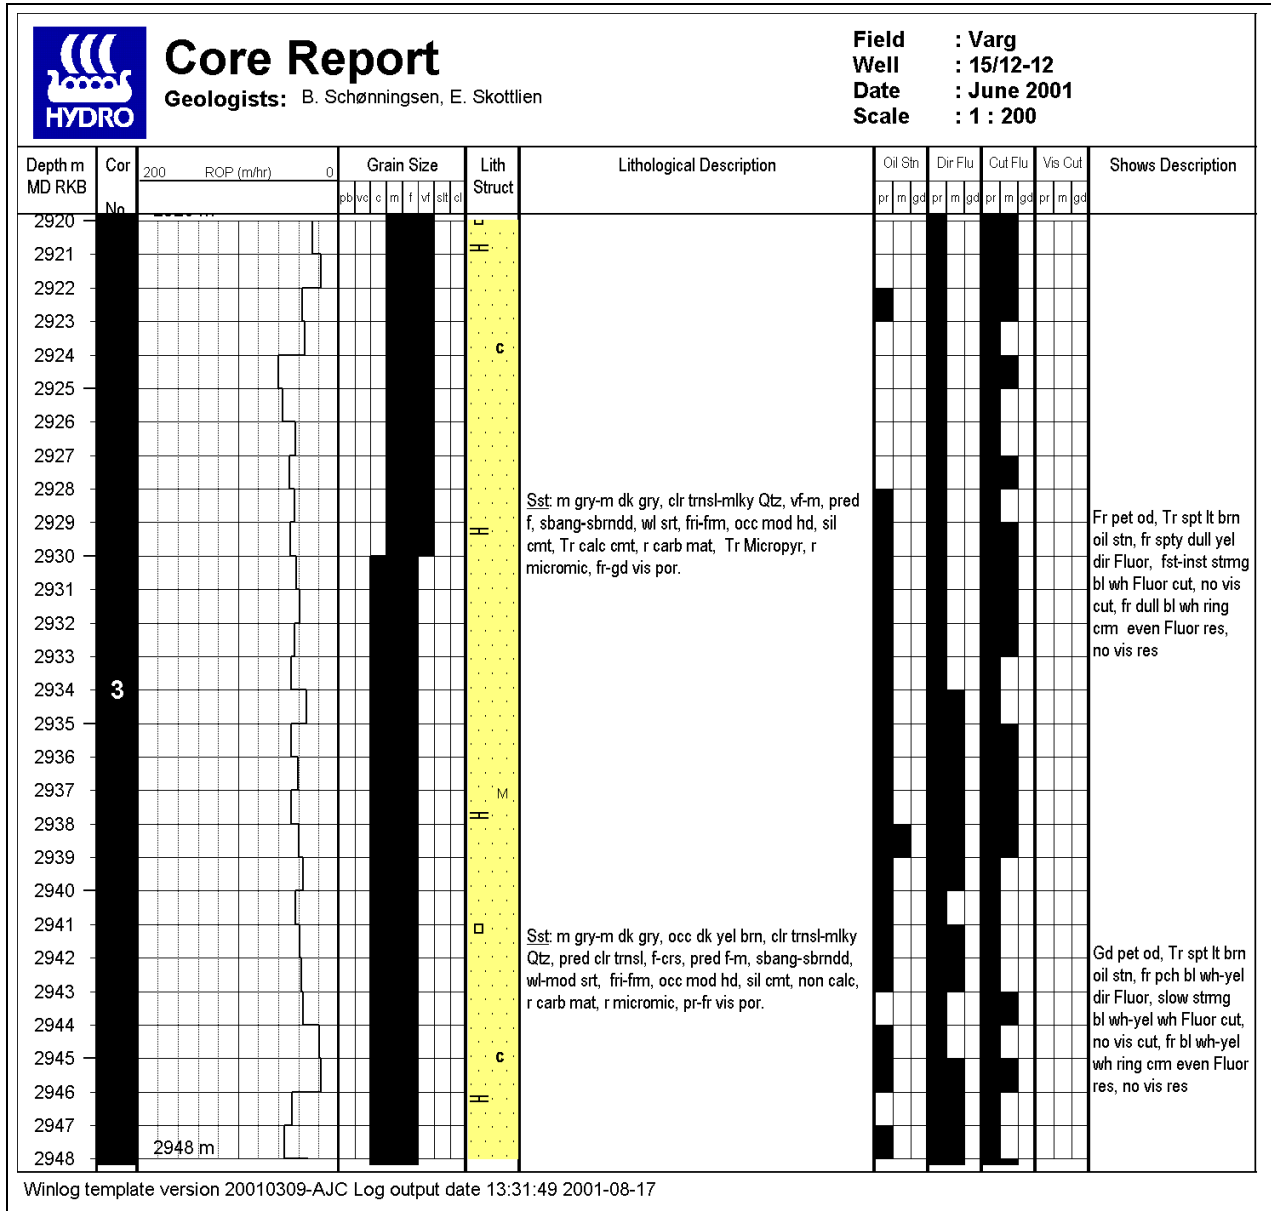 HYDRO
Core Report
Geologists: B. Schønningsen, E. Skottlien
Field : Varg
Well : 15/12-12
Date : June 2001
Scale : 1 : 200
Depth m
MD RKB
Cor
No
200 ROP (m/hr) 0
Grain Size
pb vc c m f vf slt cl
Lith
Struct
Lithological Description
Oil Stn
pr m gd
Dir Flu
pr m gd
Cut Flu
pr m gd
Vis Cut
pr m gd
Shows Description
2920
2921
2922
2923
2924
2925
2926
2927
2928
2929
2930
2931
2932
2933
2934
2935
2936
2937
2938
2939
2940
2941
2942
2943
2944
2945
2946
2947
2948
3
2948 m
c
M
c
Sst: m gry-m dk gry, clr trnsl-mlky Qtz, vf-m, pred
f, sbang-sbrndd, wl srt, fri-frm, occ mod hd, sil
cmt, Tr calc cmt, r carb mat, Tr Micropyr, r
micromic, fr-gd vis por.
Sst: m gry-m dk gry, occ dk yel brn, clr trnsl-mlky
Qtz, pred clr trnsl, f-crs, pred f-m, sbang-sbrndd,
wl-mod srt, fri-frm, occ mod hd, sil cmt, non calc,
r carb mat, r micromic, pr-fr vis por.
Fr pet od, Tr spt lt brn
oil stn, fr spty dull yel
dir Fluor, fst-inst strmg
bl wh Fluor cut, no vis
cut, fr dull bl wh ring
crm even Fluor res,
no vis res
Gd pet od, Tr spt lt brn
oil stn, fr pch bl wh-yel
dir Fluor, slow strmg
bl wh-yel wh Fluor cut,
no vis cut, fr bl wh-yel
wh ring crm even Fluor
res, no vis res
Winlog template version 20010309-AJC Log output date 13:31:49 2001-08-17